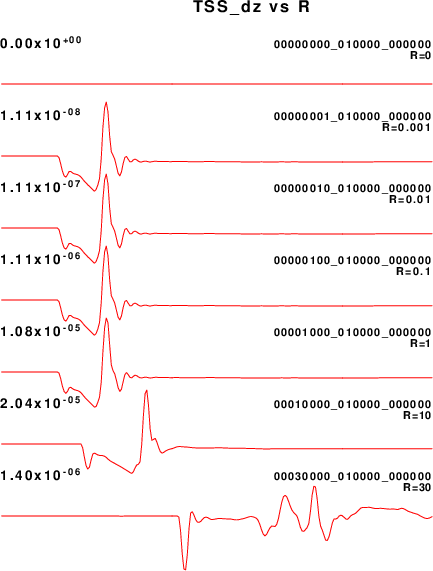 TSS_dz vs R
0.00x10+00 00000000_010000_000000
R=0
1.11x10-08 00000001_010000_000000
R=0.001
1.11x10-07 00000010_010000_000000
R=0.01
1.11x10-06 00000100_010000_000000
R=0.1
1.08x10-05 00001000_010000_000000
R=1
2.04x10-05 00010000_010000_000000
R=10
1.40x10-06 00030000_010000_000000
R=30